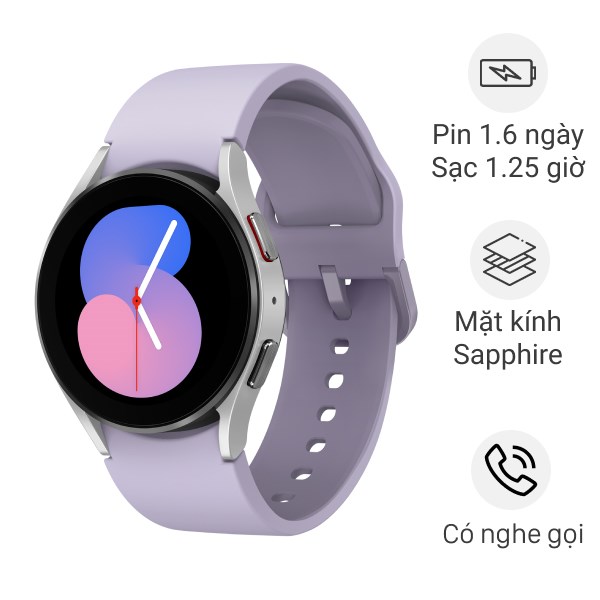 Pin 1.6 ngày
Sạc 1.25 giờ
Mặt kính
Sapphire
Có nghe gọi